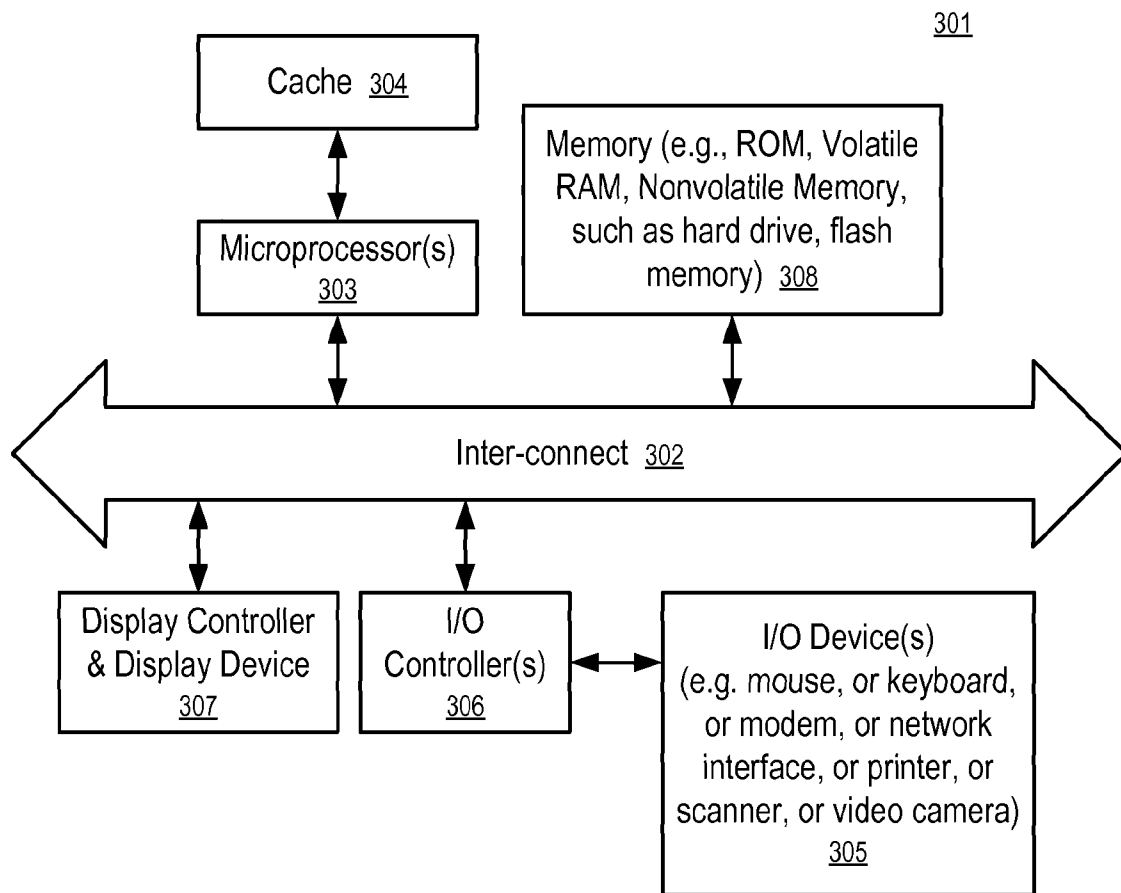 301
Cache 304
Memory (e.g., ROM, Volatile
RAM, Nonvolatile Memory,
such as hard drive, flash
memory) 308
Microprocessor(s)
303
Inter-connect 302
Display Controller
& Display Device
307
I/O
Controller(s)
306
I/O Device(s)
(e.g. mouse, or keyboard,
or modem, or network
interface, or printer, or
scanner, or video camera)
305